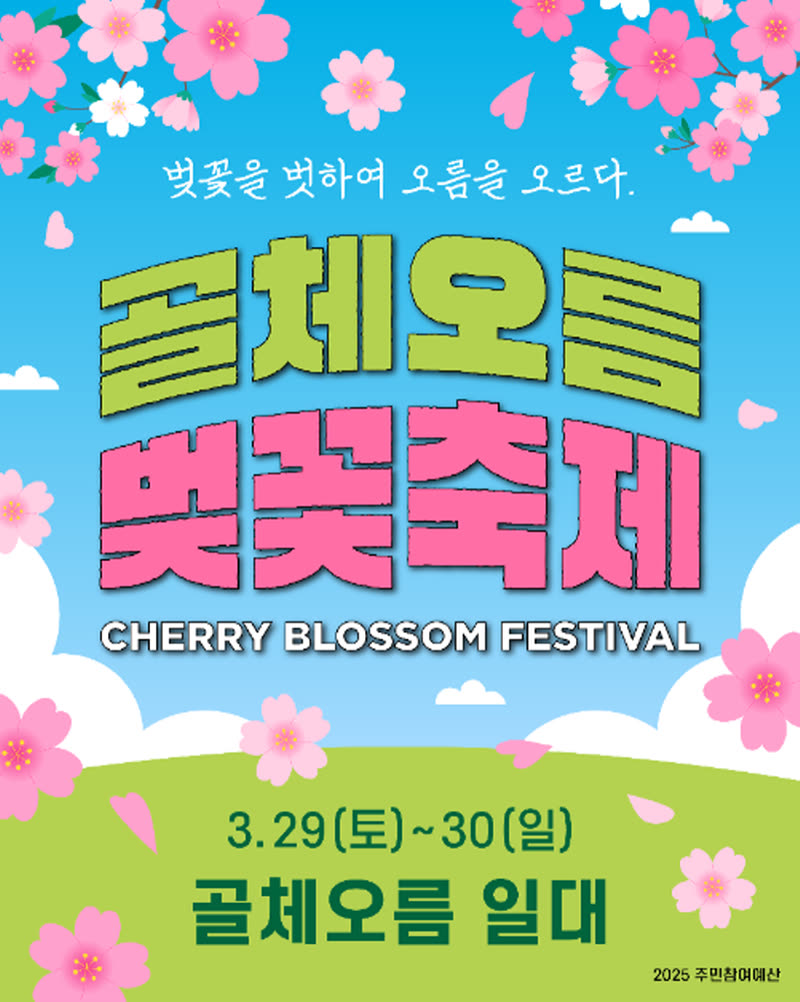 벚꽃을 벗하여 오름을 오르다.
골체오름
벚꽃축제
CHERRY BLOSSOM FESTIVAL
3.29(토)~30(일)
골체오름 일대
2025 주민참여예산